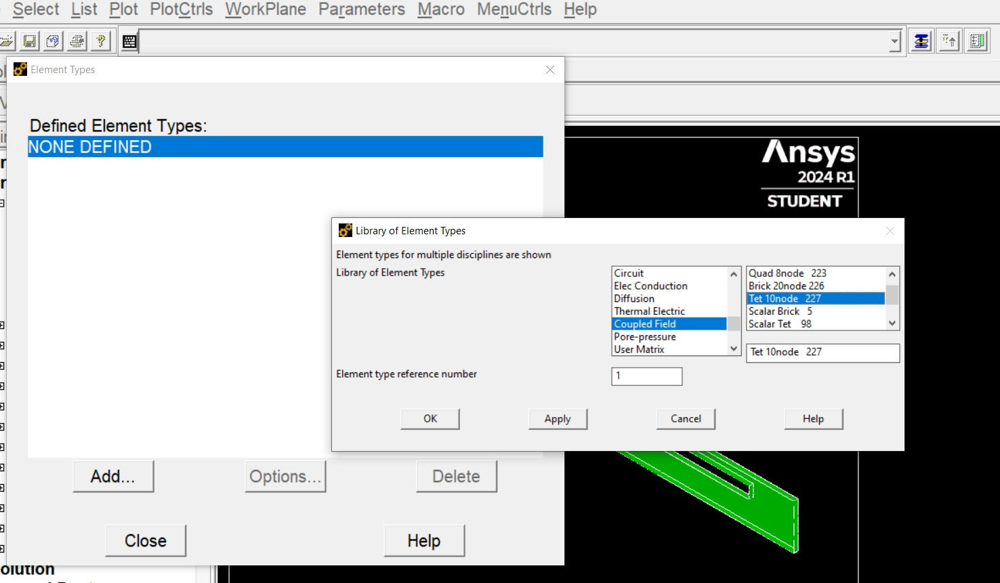 Select List Plot PlotCtrls WorkPlane Parameters Macro MenuCtrls Help
Element Types
Defined Element Types:
NONE DEFINED
Add...
Options...
Delete
Close
Help
Ansys
2024 R1
STUDENT
Library of Element Types
Element types for multiple disciplines are shown
Library of Element Types
Circuit
Elec Conduction
Diffusion
Thermal Electric
Coupled Field
Pore-pressure
User Matrix
Quad 8node 223
Brick 20node 226
Tet 10node 227
Scalar Brick 5
Scalar Tet 98
Tet 10node 227
Element type reference number
1
OK
Apply
Cancel
Help
olution